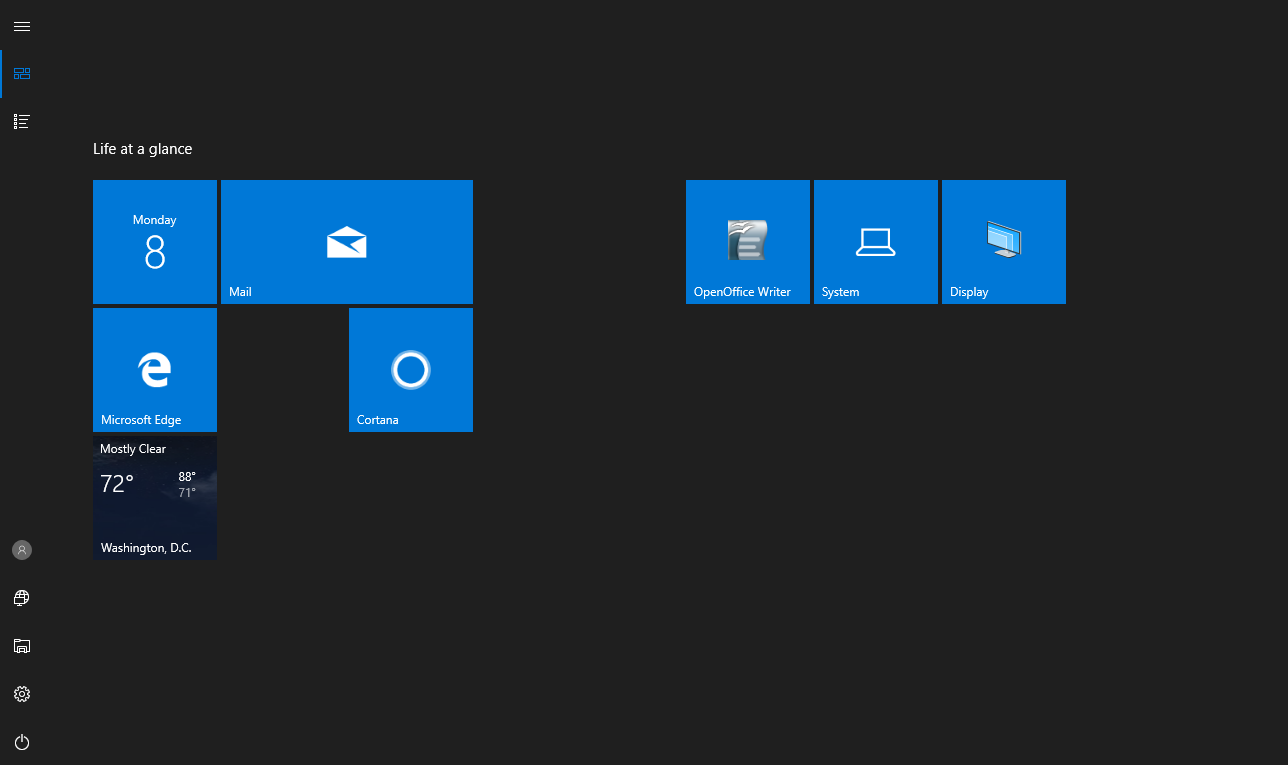 Life at a glance
Monday
8
Mail
OpenOffice Writer
System
Display
Microsoft Edge
Cortana
Mostly Clear
72°
88°
71°
Washington, D.C.